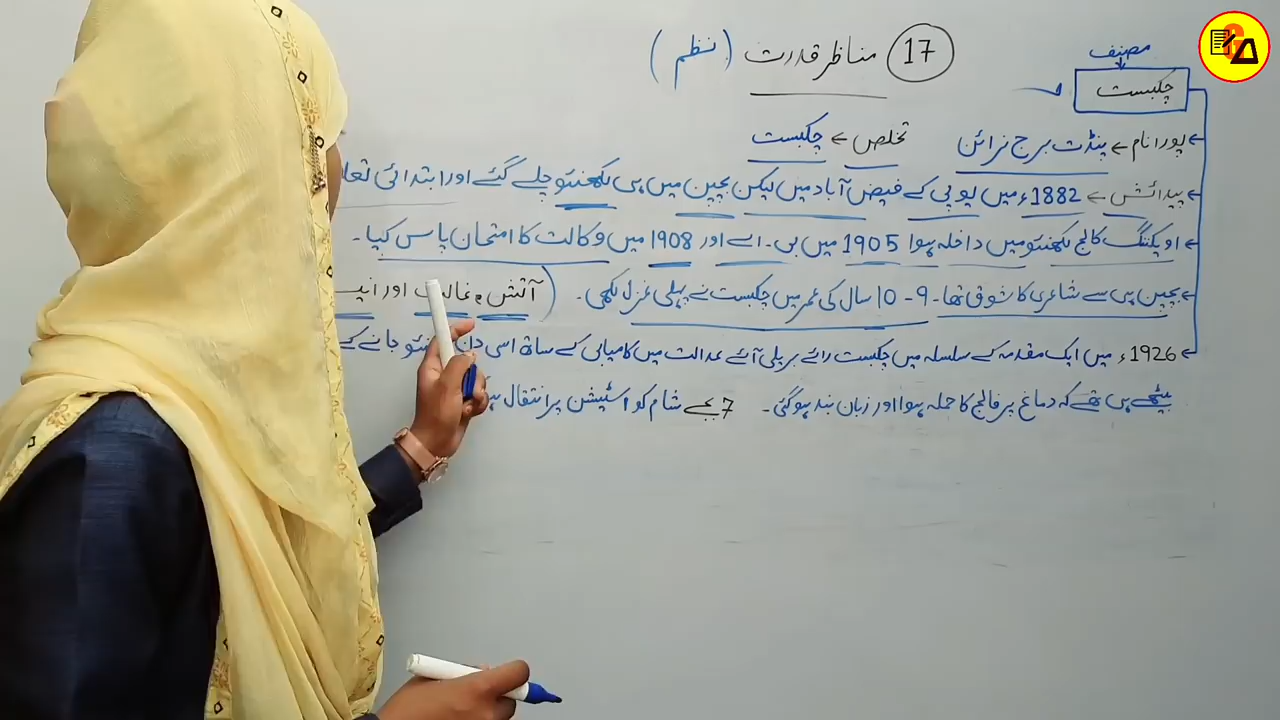 17 مناظر قدرت (نظم)
مصنف
چکبست
پورا نام ← پنڈت برج نرائن تخلص ← چکبست
پیدائش ← 1882ء میں یوپی کے فیض آباد میں لیکن بچپن میں ہی لکھنئو چلے گئے اور ابتدائی
کالج لکھنئو میں داخلہ ہوا 1905 میں بی۔اے اور 1908 میں وکالت کا امتحان پاس کیا۔
بچپن ہی سے شاعری کا شوق تھا۔ 9-10 سال کی عمر میں چکبست نے پہلی غزل لکھی۔ (آتش، غالب اور
1926ء میں ایک مقدمہ کے سلسلہ میں چکبست رائے بریلی آئے عدالت میں کامیابی کے ساتھ اسی دن جانے کے
بیٹھے ہی تھے کہ دماغ پر فالج کا حملہ ہوا اور زبان بند ہوگئی۔ 7 بجے شام کو اسٹیشن پر انتقال